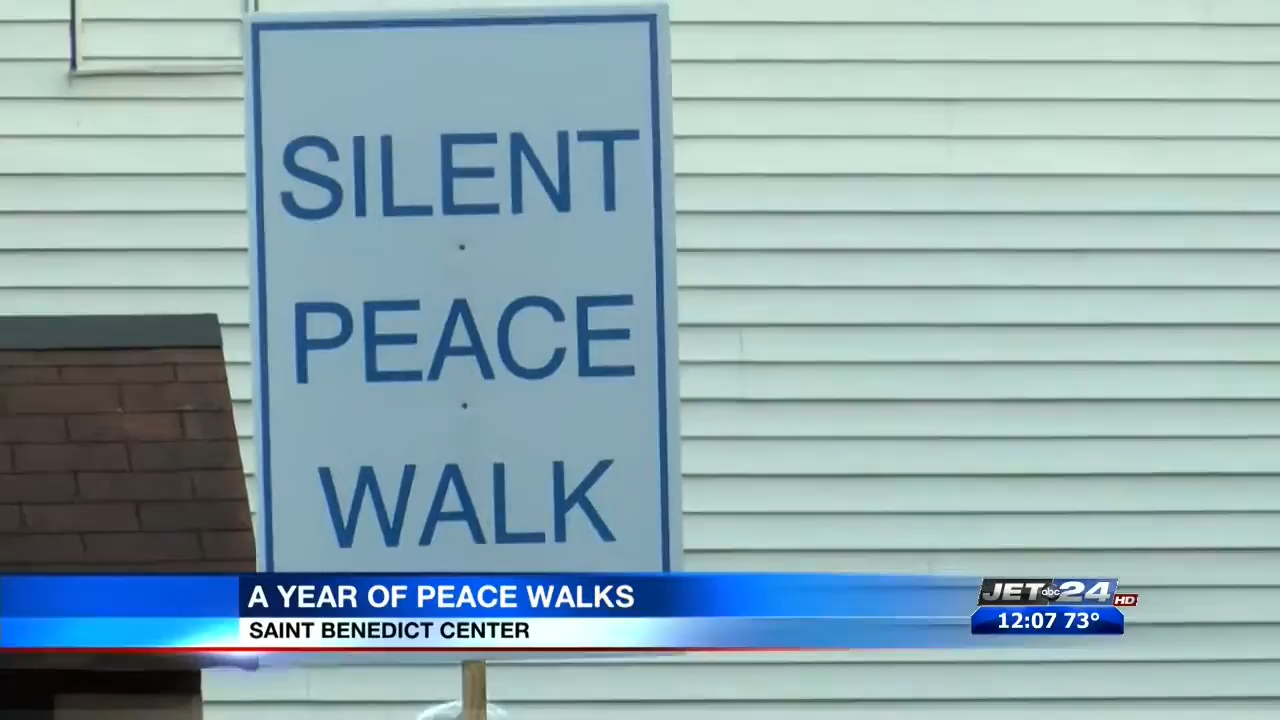 SILENT
PEACE
WALK
A YEAR OF PEACE WALKS
SAINT BENEDICT CENTER
JET abc 24 HD
12:07 73°